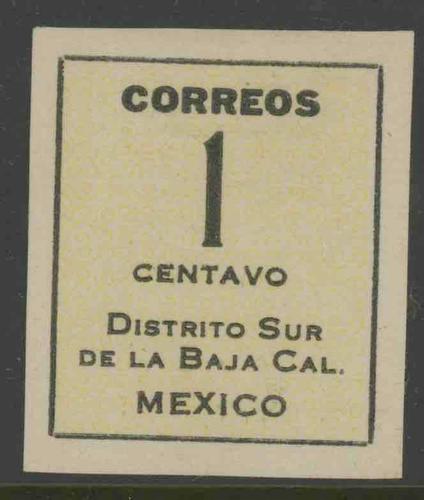 CORREOS
1
CENTAVO
DISTRITO SUR
DE LA BAJA CAL.
MEXICO